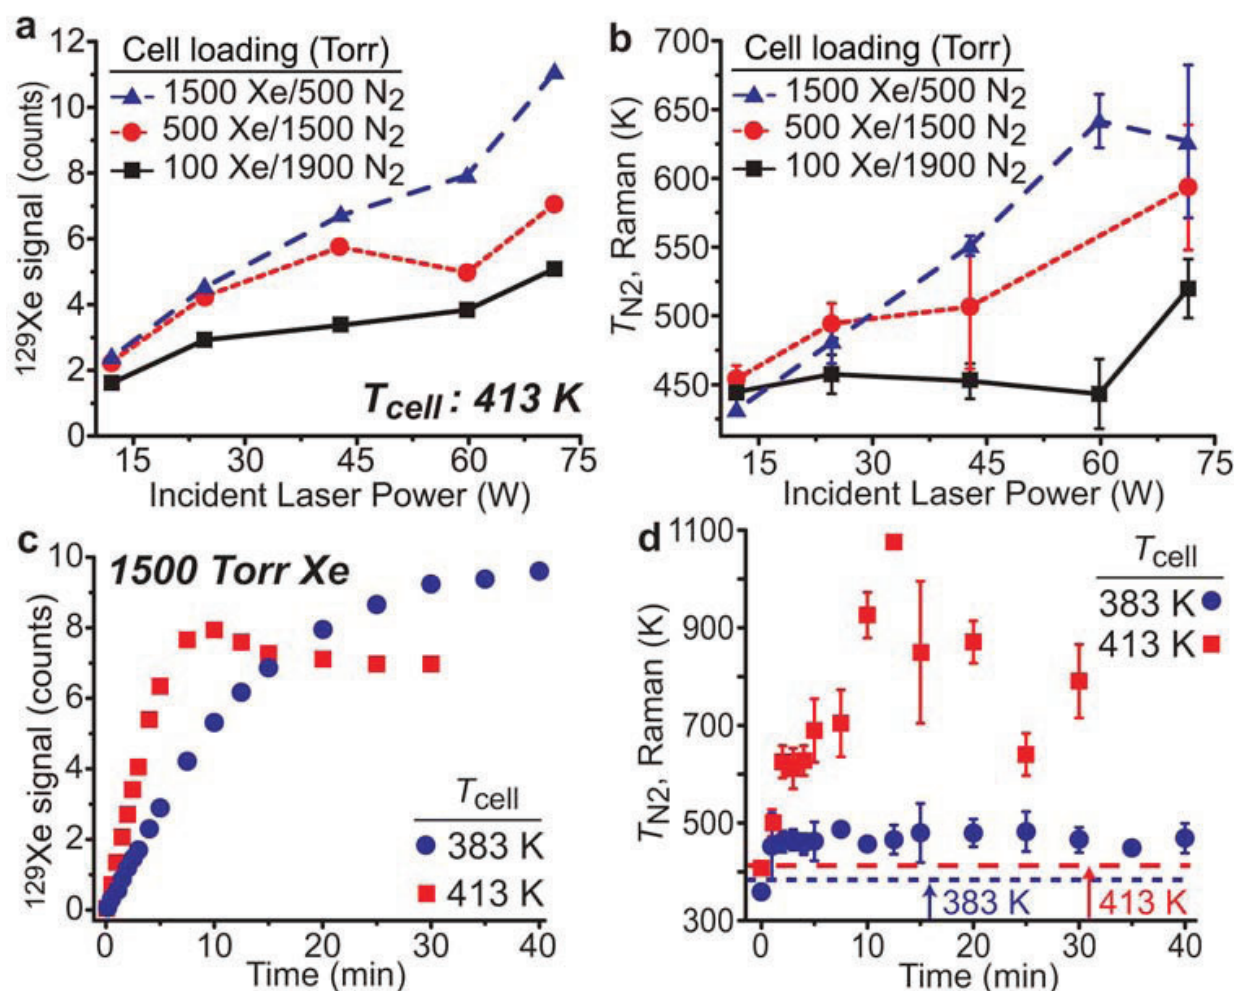 a
12
10
8
6
4
2
0
129Xe signal (counts)
Cell loading (Torr)
1500 Xe/500 N2
500 Xe/1500 N2
100 Xe/1900 N2
Tcell : 413 K
15 30 45 60 75
Incident Laser Power (W)
b
700
650
600
550
500
450
TN2, Raman (K)
Cell loading (Torr)
1500 Xe/500 N2
500 Xe/1500 N2
100 Xe/1900 N2
15 30 45 60 75
Incident Laser Power (W)
c
10
8
6
4
2
0
129Xe signal (counts)
1500 Torr Xe
Tcell
383 K
413 K
0 10 20 30 40
Time (min)
d
1100
900
700
500
300
TN2, Raman (K)
Tcell
383 K
413 K
383 K
413 K
0 10 20 30 40
Time (min)